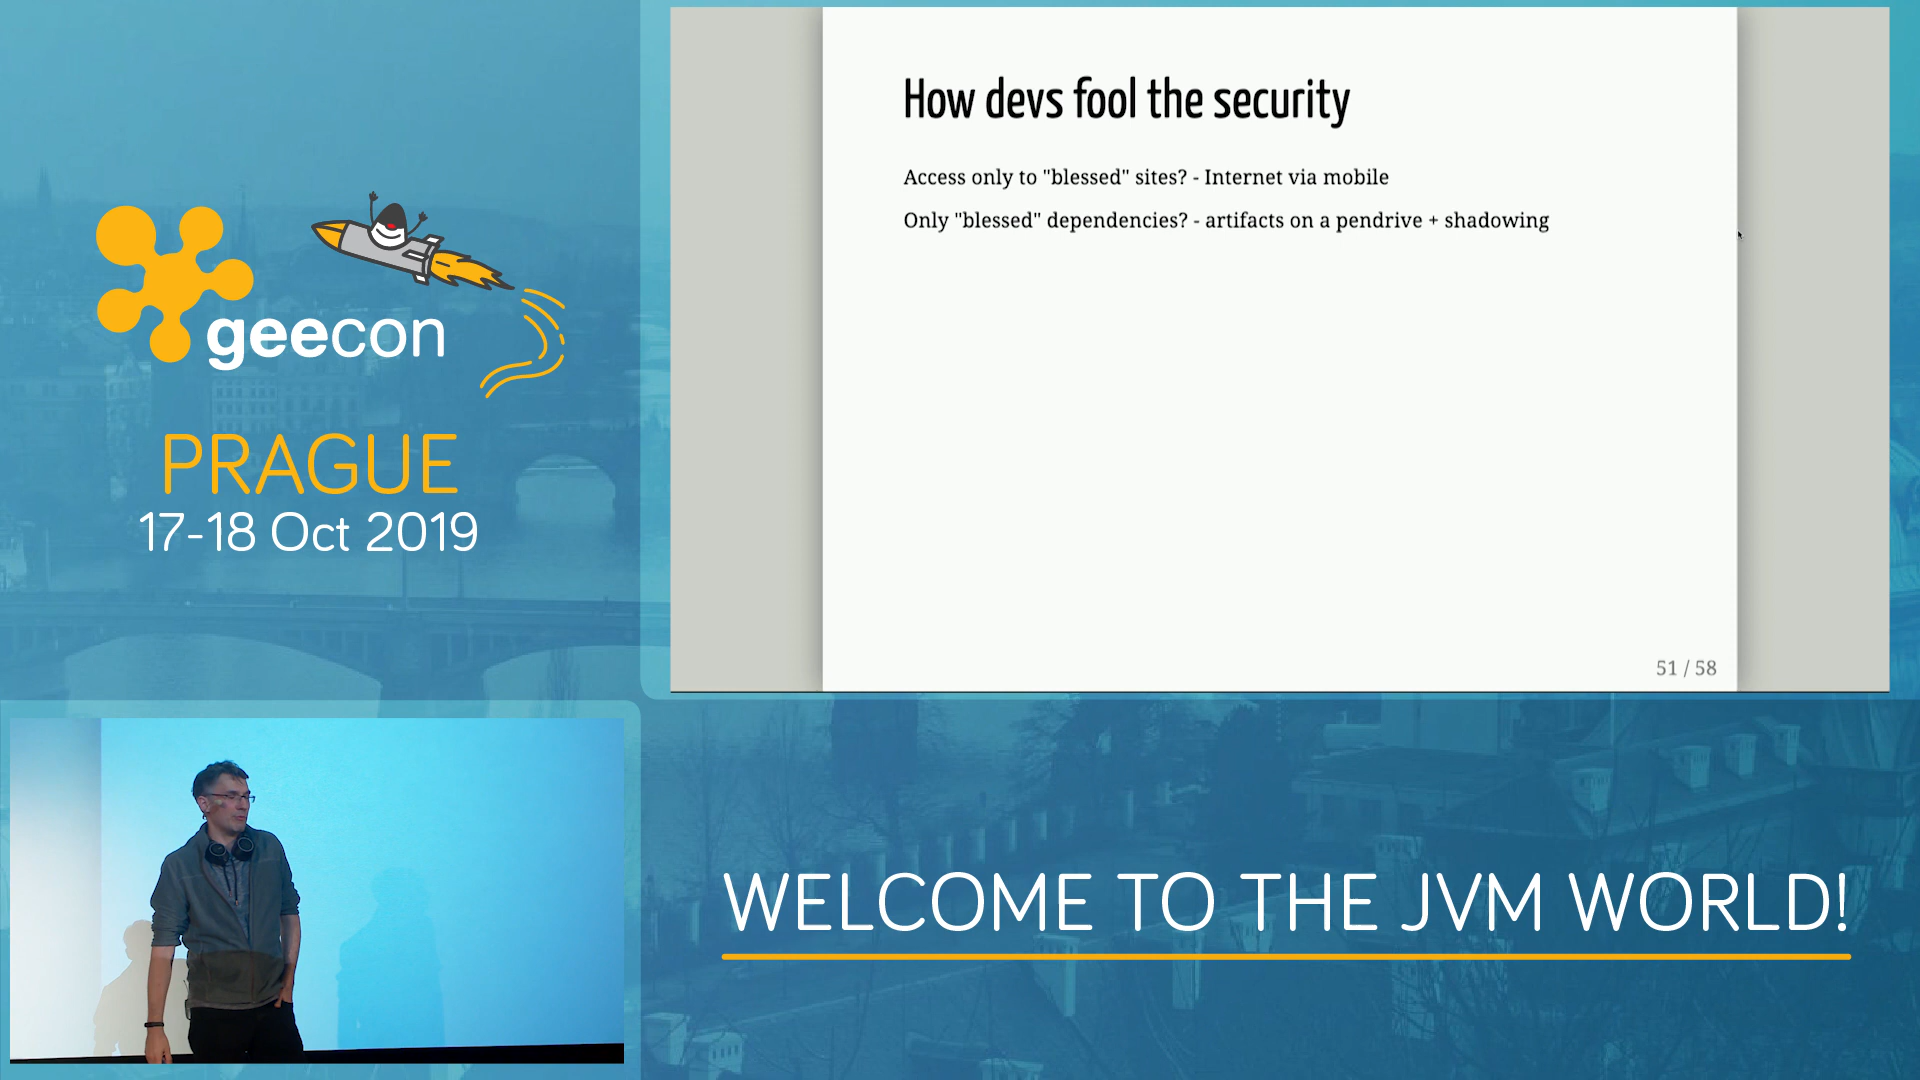 geecon
PRAGUE
17-18 Oct 2019
How devs fool the security
Access only to "blessed" sites? - Internet via mobile
Only "blessed" dependencies? - artifacts on a pendrive + shadowing
51 / 58
WELCOME TO THE JVM WORLD!